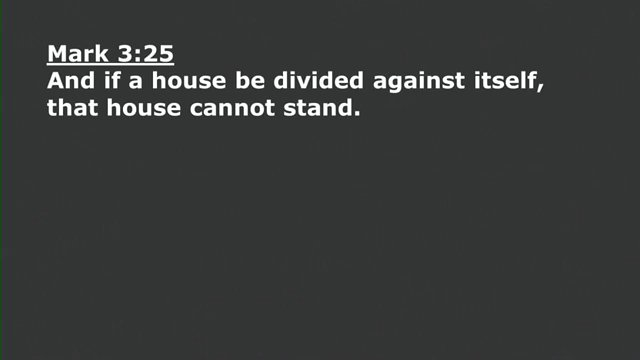 Mark 3:25
And if a house be divided against itself,
that house cannot stand.